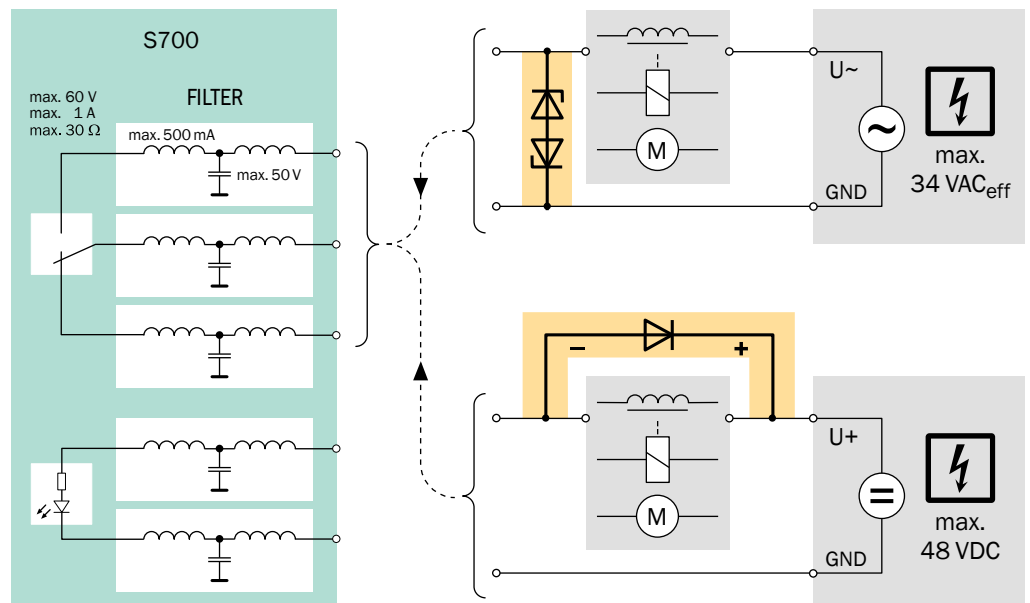 S700
max. 60 V
max. 1 A
max. 30 Ω
FILTER
max. 500 mA
max. 50 V
M
U~
~
GND
max.
34 VACeff
− +
M
U+
=
GND
max.
48 VDC